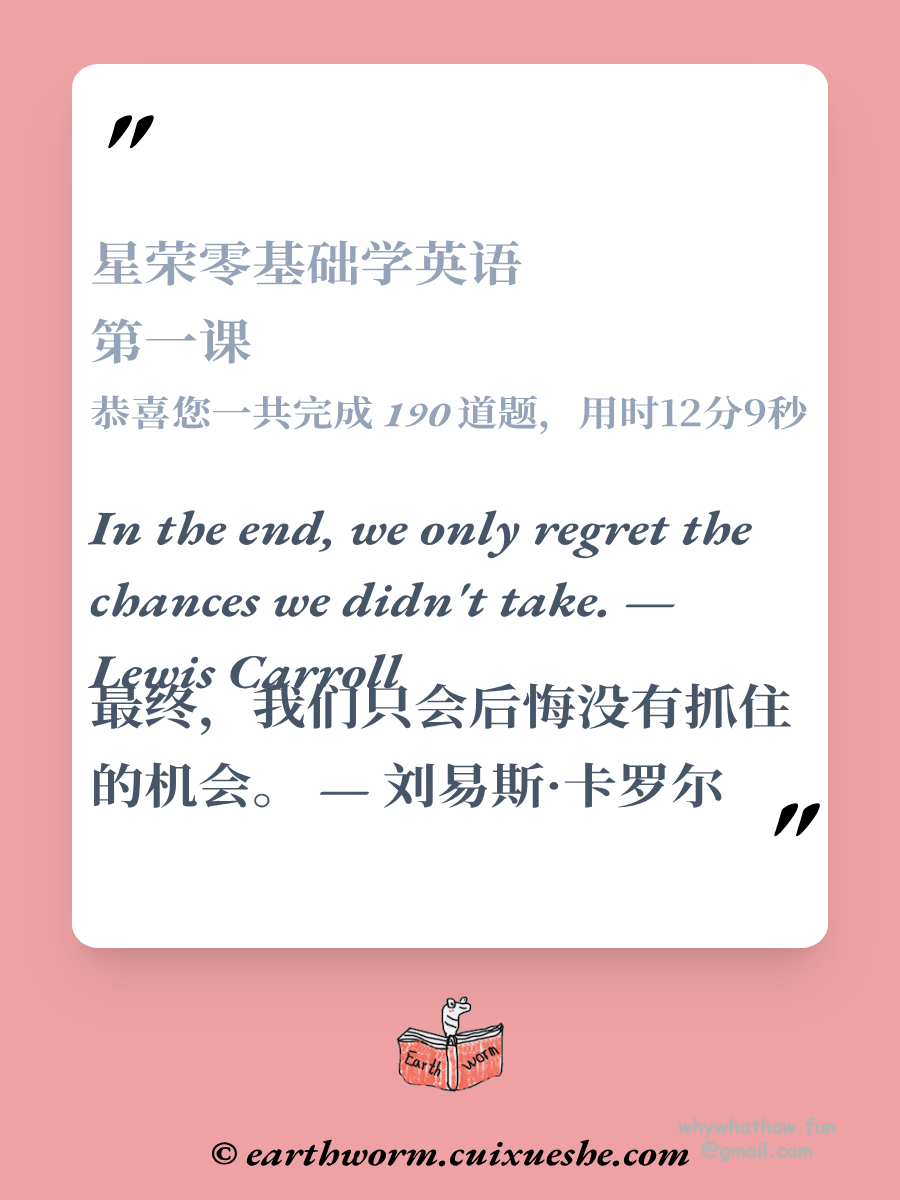 "
星荣零基础学英语
第一课
恭喜您一共完成 190 道题，用时12分9秒
In the end, we only regret the
chances we didn't take. —
Lewis Carroll
最终，我们只会后悔没有抓住
的机会。 — 刘易斯·卡罗尔
"
Earth worm
whywhathow.fun
@gmail.com
© earthworm.cuixueshe.com